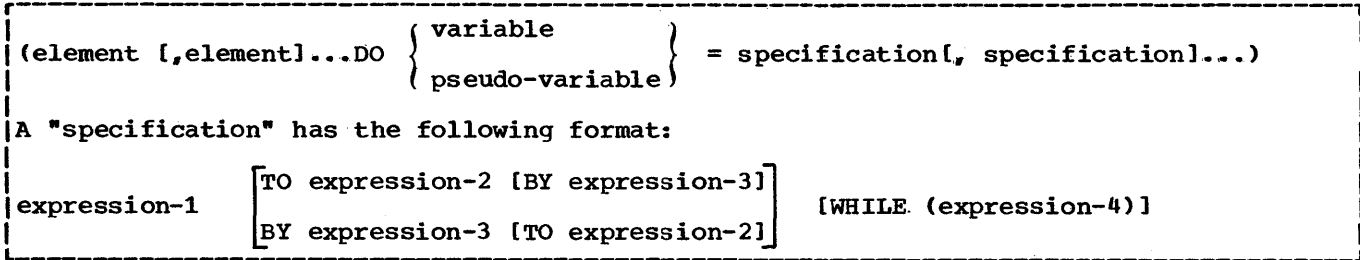 variable
(element [,element]...DO = specification[, specification]...)
pseudo-variable
A "specification" has the following format:
TO expression-2 [BY expression-3]
expression-1 [WHILE (expression-4)]
BY expression-3 [TO expression-2]